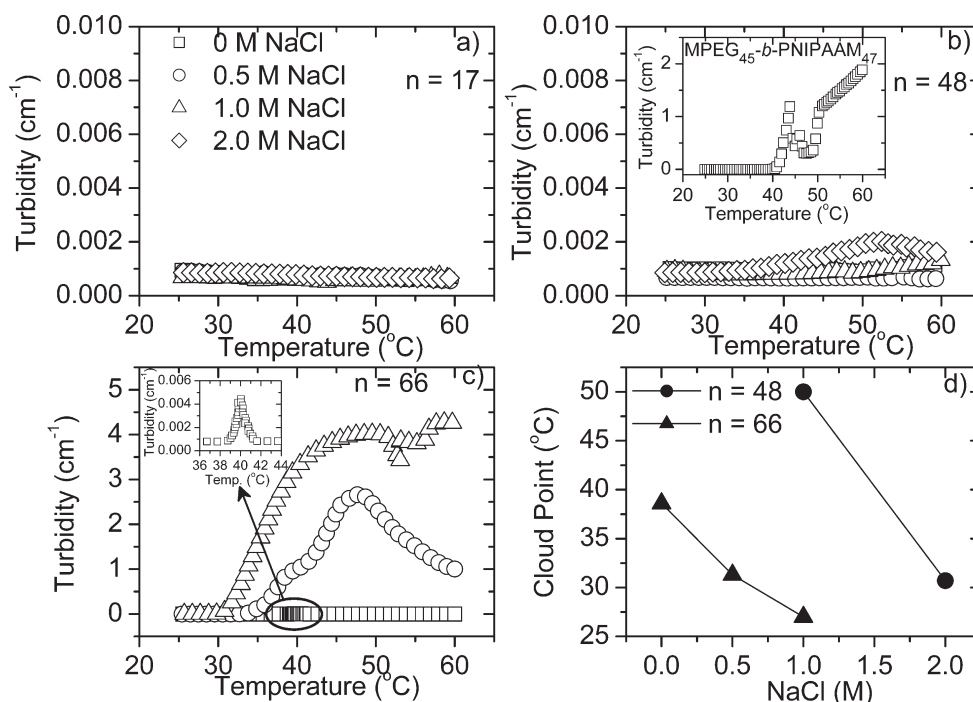 a)
n = 17
0 M NaCl
0.5 M NaCl
1.0 M NaCl
2.0 M NaCl
Turbidity (cm⁻¹)
0.010
0.008
0.006
0.004
0.002
0.000
20 30 40 50 60
Temperature (°C)
b)
n = 48
Turbidity (cm⁻¹)
0.010
0.008
0.006
0.004
0.002
0.000
20 30 40 50 60
Temperature (°C)
MPEG₄₅-b-PNIPAAM₄₇
Turbidity (cm⁻¹)
2
1
0
20 30 40 50 60
Temperature (°C)
c)
n = 66
Turbidity (cm⁻¹)
5
4
3
2
1
0
20 30 40 50 60
Temperature (°C)
Turbidity (cm⁻¹)
0.006
0.004
0.002
0.000
36 38 40 42 44
Temp. (°C)
d)
n = 48
n = 66
Cloud Point (°C)
50
45
40
35
30
25
0.0 0.5 1.0 1.5 2.0
NaCl (M)